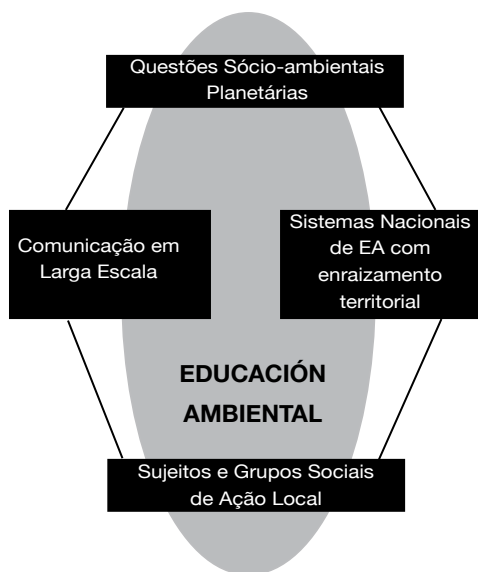 Questões Sócio-ambientais
Planetárias
Comunicação em
Larga Escala
Sistemas Nacionais
de EA com
enraizamento
territorial
EDUCACIÓN
AMBIENTAL
Sujeitos e Grupos Sociais
de Ação Local